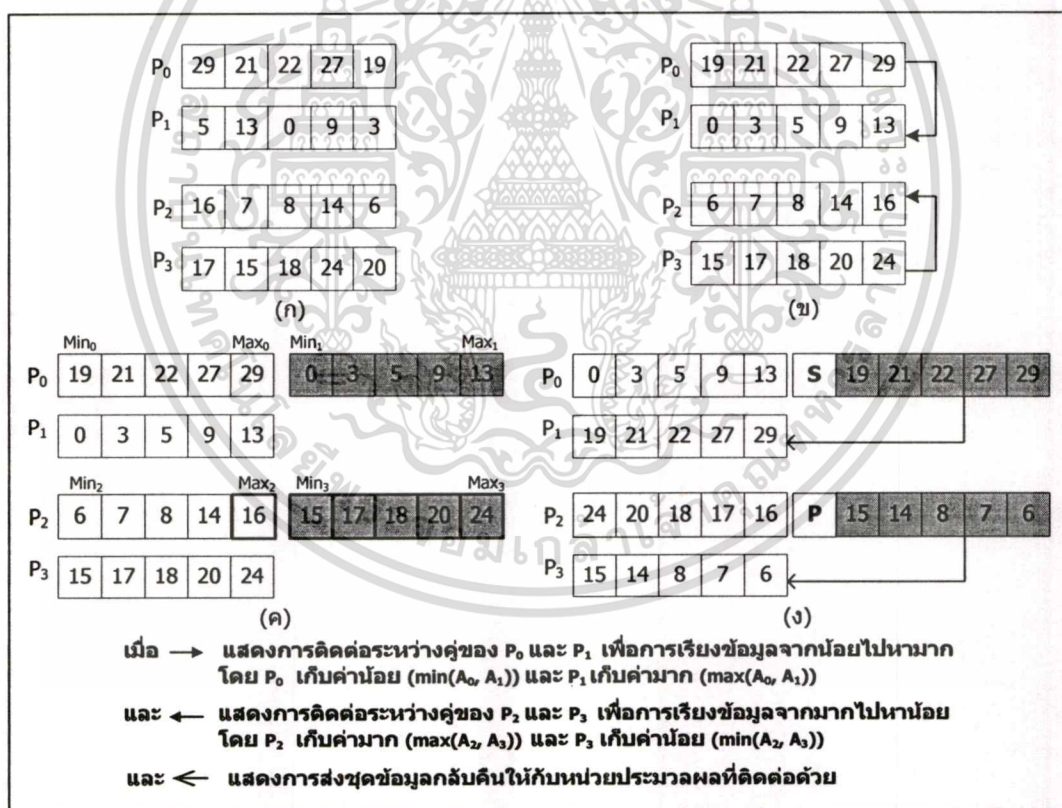 P₀ 29 21 22 27 19
P₁ 5 13 0 9 3
P₂ 16 7 8 14 6
P₃ 17 15 18 24 20
(ก)
P₀ 19 21 22 27 29
P₁ 0 3 5 9 13
P₂ 6 7 8 14 16
P₃ 15 17 18 20 24
(ข)
Min₀ Max₀ Min₁ Max₁
P₀ 19 21 22 27 29 0 3 5 9 13
P₁ 0 3 5 9 13
Min₂ Max₂ Min₃ Max₃
P₂ 6 7 8 14 16 15 17 18 20 24
P₃ 15 17 18 20 24
(ค)
P₀ 0 3 5 9 13 S 19 21 22 27 29
P₁ 19 21 22 27 29
P₂ 24 20 18 17 16 P 15 14 8 7 6
P₃ 15 14 8 7 6
(ง)
เมื่อ → แสดงการติดต่อระหว่างคู่ของ P₀ และ P₁ เพื่อการเรียงข้อมูลจากน้อยไปหามาก
โดย P₀ เก็บค่าน้อย (min(A₀, A₁)) และ P₁ เก็บค่ามาก (max(A₀, A₁))
และ ← แสดงการติดต่อระหว่างคู่ของ P₂ และ P₃ เพื่อการเรียงข้อมูลจากมากไปหาน้อย
โดย P₂ เก็บค่ามาก (max(A₂, A₃)) และ P₃ เก็บค่าน้อย (min(A₂, A₃))
และ ← แสดงการส่งชุดข้อมูลกลับคืนให้กับหน่วยประมวลผลที่ติดต่อด้วย